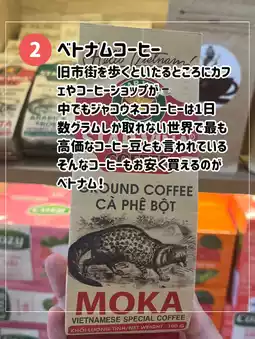 2 ベトナムコーヒー
旧市街を歩くといたるところにカフ
ェやコーヒーショップが…
中でもジャコウネココーヒーは1日
数グラムしか取れない世界で最も
高価なコーヒー豆とも言われている
そんなコーヒーもお安く買えるのが
ベトナム！
GROUND COFFEE
CÀ PHÊ BỘT
MOKA
VIETNAMESE SPECIAL COFFEE